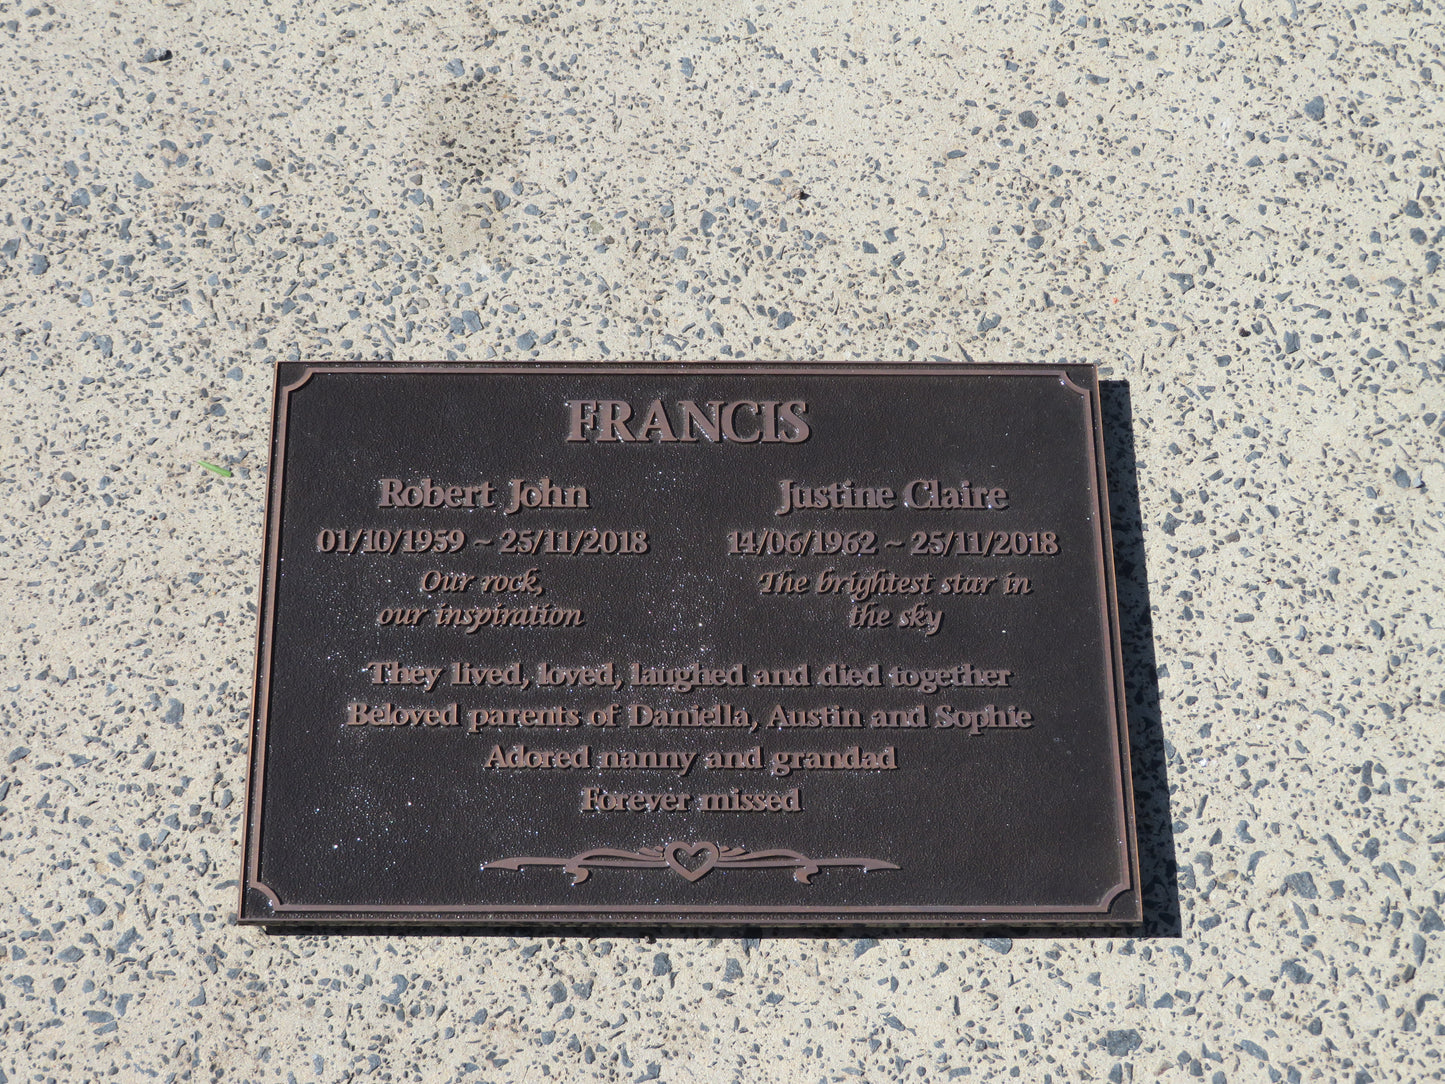 FRANCIS
Robert John
01/10/1959 ~ 25/11/2018
Our rock,
our inspiration
Justine Claire
14/06/1962 ~ 25/11/2018
The brightest star in
the sky
They lived, loved, laughed and died together
Beloved parents of Daniella, Austin and Sophie
Adored nanny and grandad
Forever missed